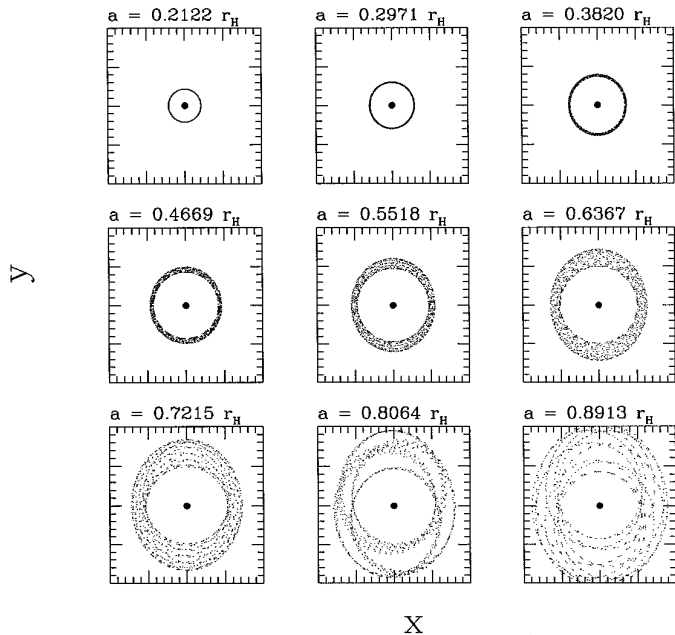 a = 0.2122 r_H
a = 0.2971 r_H
a = 0.3820 r_H
a = 0.4669 r_H
a = 0.5518 r_H
a = 0.6367 r_H
y
a = 0.7215 r_H
a = 0.8064 r_H
a = 0.8913 r_H
x